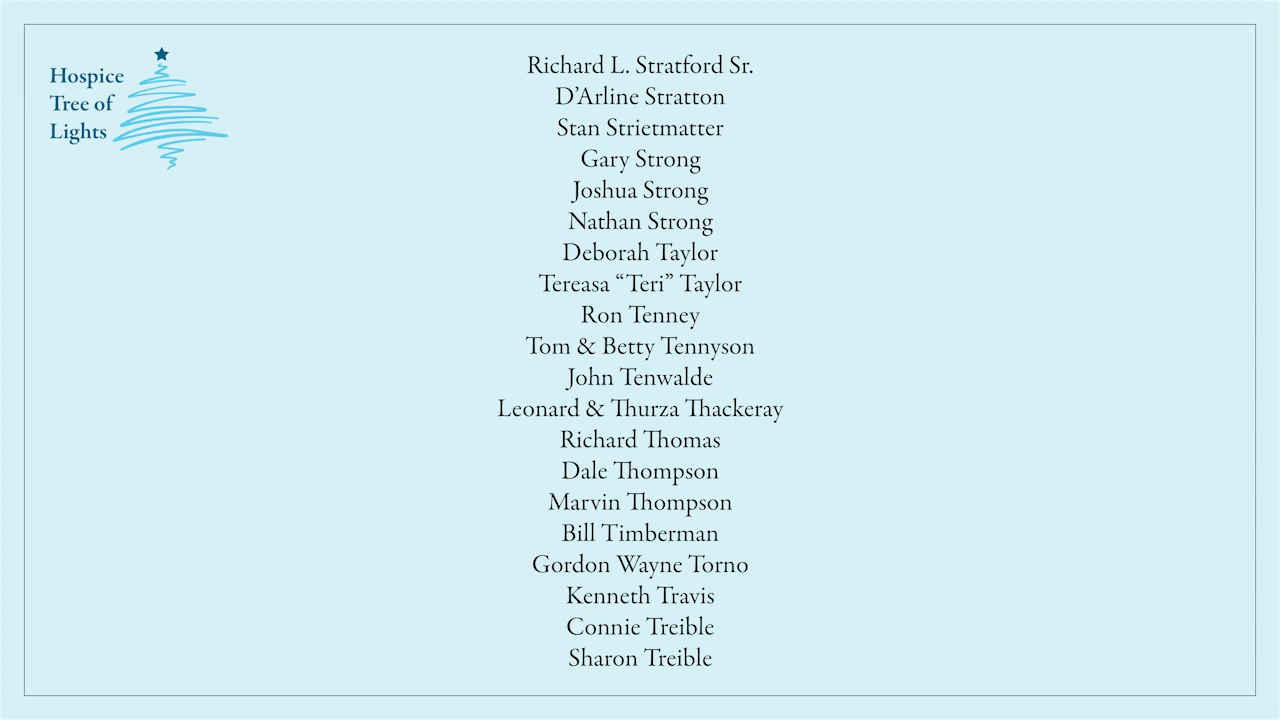 Hospice
Tree of
Lights
Richard L. Stratford Sr.
D’Arline Stratton
Stan Strietmatter
Gary Strong
Joshua Strong
Nathan Strong
Deborah Taylor
Tereasa “Teri” Taylor
Ron Tenney
Tom & Betty Tennyson
John Tenwalde
Leonard & Thurza Thackeray
Richard Thomas
Dale Thompson
Marvin Thompson
Bill Timberman
Gordon Wayne Torno
Kenneth Travis
Connie Treible
Sharon Treible